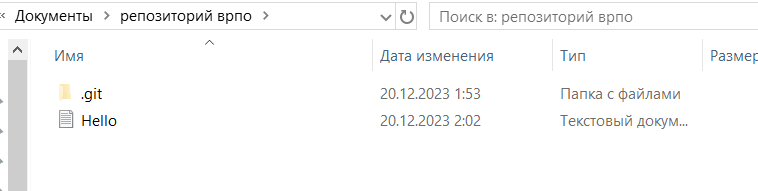 « Документы > репозиторий врпо >
Поиск в: репозиторий врпо
Имя Дата изменения Тип Размер
.git 20.12.2023 1:53 Папка с файлами
Hello 20.12.2023 2:02 Текстовый докум...